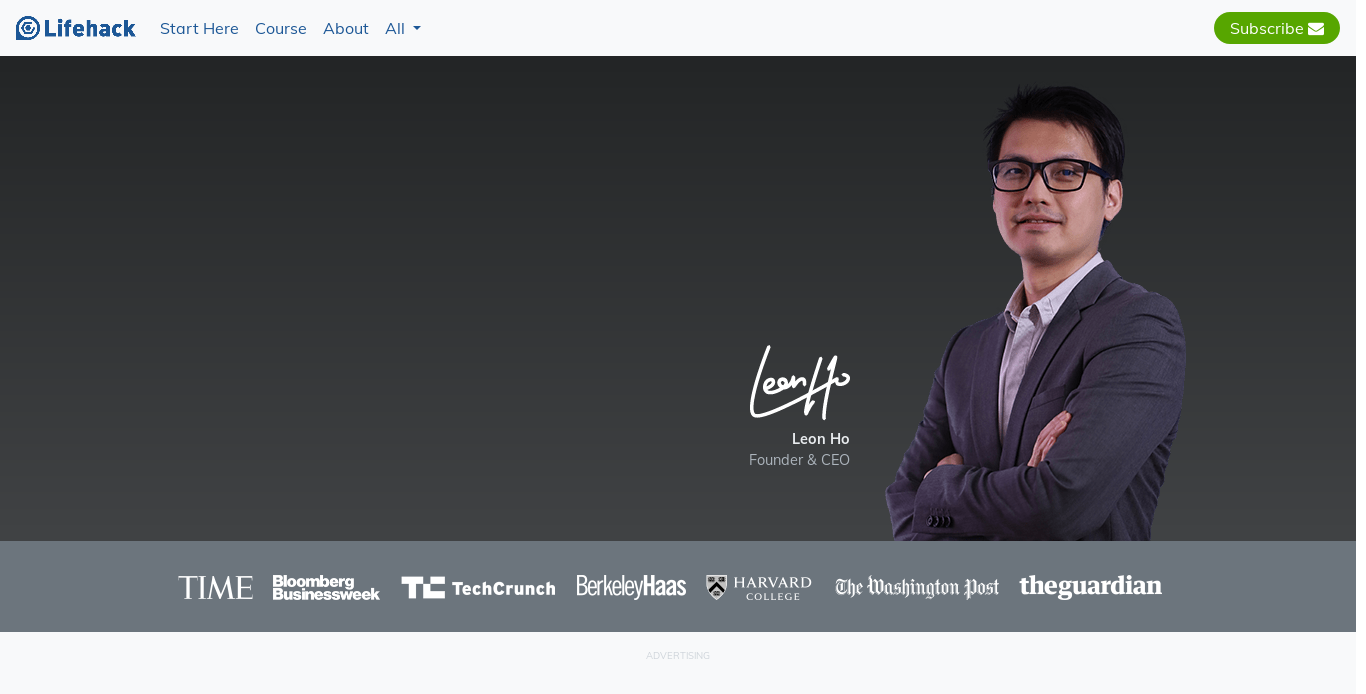 Lifehack
Start Here
Course
About
All
Subscribe
Leon Ho
Leon Ho
Founder & CEO
TIME
Bloomberg
Businessweek
TechCrunch
BerkeleyHaas
HARVARD
COLLEGE
The Washington Post
theguardian
ADVERTISING